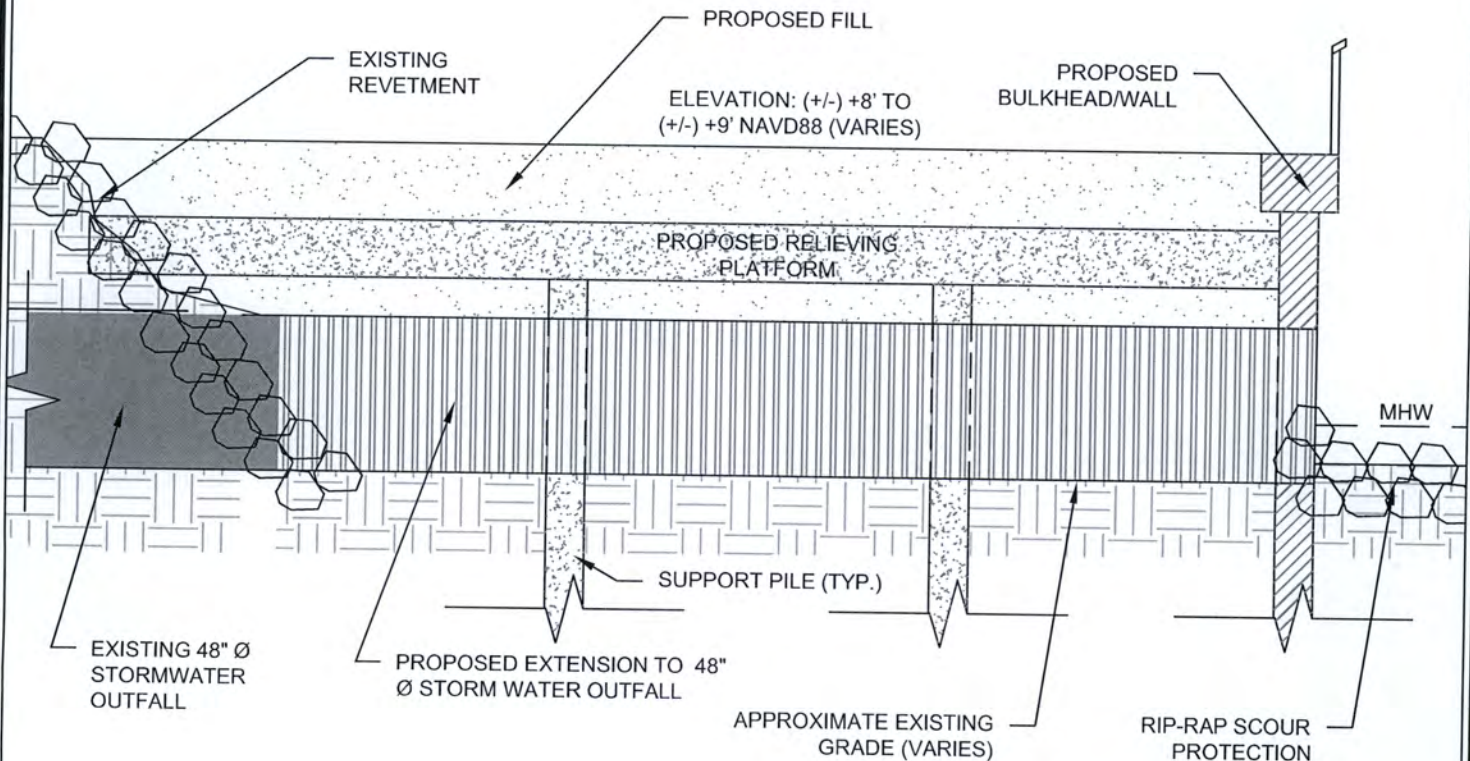 PROPOSED FILL
EXISTING
REVETMENT
ELEVATION: (+/-) +8' TO
(+/-) +9' NAVD88 (VARIES)
PROPOSED
BULKHEAD/WALL
PROPOSED RELIEVING
PLATFORM
MHW
SUPPORT PILE (TYP.)
EXISTING 48" Ø
STORMWATER
OUTFALL
PROPOSED EXTENSION TO 48"
Ø STORM WATER OUTFALL
APPROXIMATE EXISTING
GRADE (VARIES)
RIP-RAP SCOUR
PROTECTION